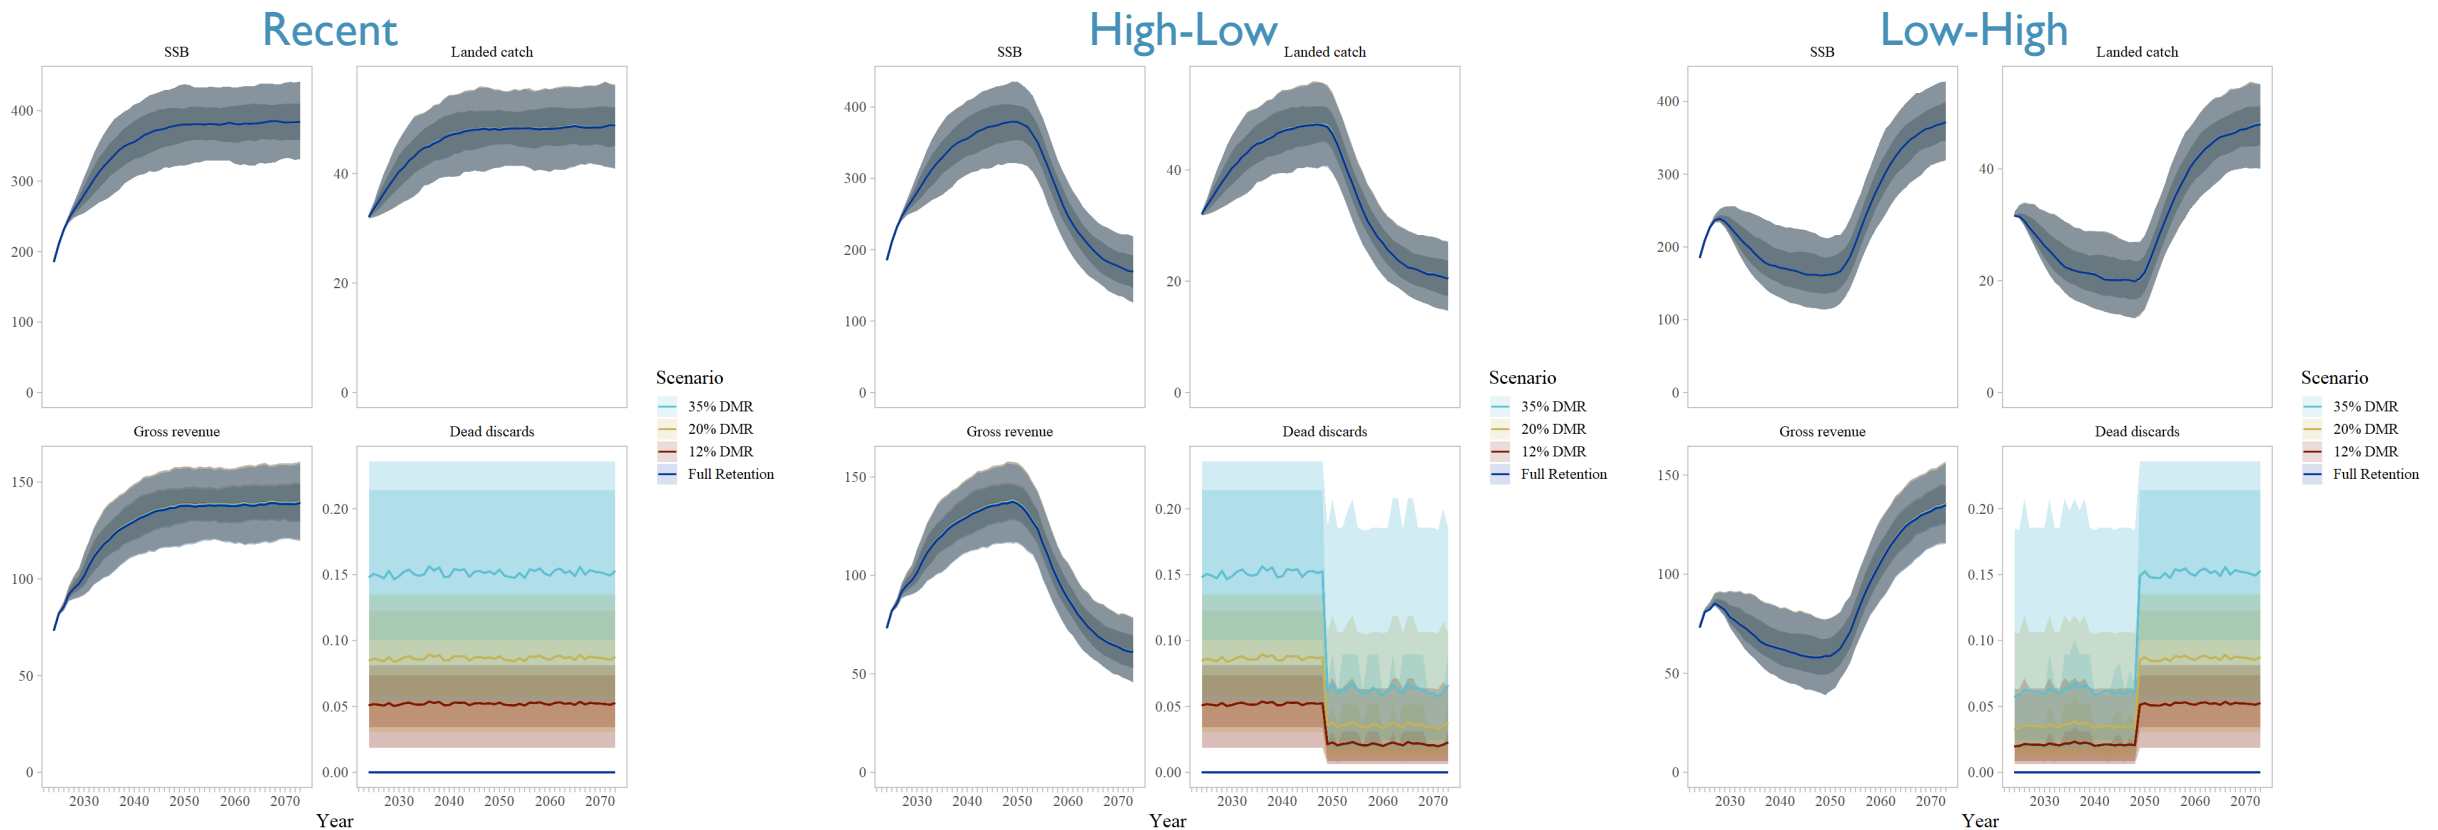 Recent
High-Low
Low-High
SSB
Landed catch
SSB
Landed catch
SSB
Landed catch
400
300
200
100
0
40
20
0
400
300
200
100
0
40
20
0
400
300
200
100
0
40
20
0
Scenario
35% DMR
20% DMR
12% DMR
Full Retention
Scenario
35% DMR
20% DMR
12% DMR
Full Retention
Scenario
35% DMR
20% DMR
12% DMR
Full Retention
Gross revenue
Dead discards
Gross revenue
Dead discards
Gross revenue
Dead discards
150
100
50
0
0.20
0.15
0.10
0.05
0.00
150
100
50
0
0.20
0.15
0.10
0.05
0.00
150
100
50
0
0.20
0.15
0.10
0.05
0.00
2030 2040 2050 2060 2070
2030 2040 2050 2060 2070
2030 2040 2050 2060 2070
2030 2040 2050 2060 2070
2030 2040 2050 2060 2070
2030 2040 2050 2060 2070
Year
Year
Year